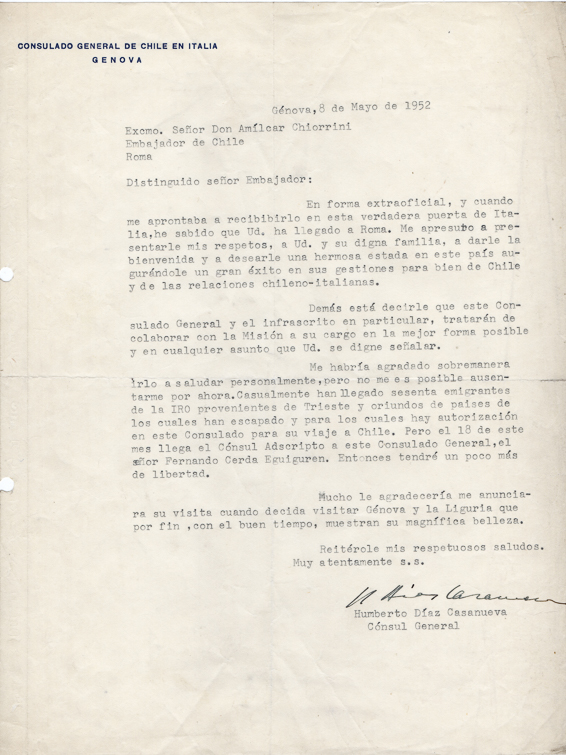 CONSULADO GENERAL DE CHILE EN ITALIA
GENOVA
Génova,8 de Mayo de 1952
Excmo. Señor Don Amílcar Chiorrini
Embajador de Chile
Roma
Distinguido señor Embajador:
En forma extraoficial, y cuando
me aprontaba a recibibirlo en esta verdadera puerta de Ita-
lia,he sabido que Ud. ha llegado a Roma. Me apresuro a pre-
sentarle mis respetos, a Ud. y su digna familia, a darle la
bienvenida y a desearle una hermosa estada en este país au-
gurándole un gran éxito en sus gestiones para bien de Chile
y de las relaciones chileno-italianas.
Demás está decirle que este Con-
sulado General y el infrascrito en particular, tratarán de
colaborar con la Misión a su cargo en la mejor forma posible
y en cualquier asunto que Ud. se digne señalar.
Me habría agradado sobremanera
irlo a saludar personalmente,pero no me es posible ausen-
tarme por ahora.Casualmente han llegado sesenta emigrantes
de la IRO provenientes de Trieste y oriundos de paises de
los cuales han escapado y para los cuales hay autorización
en este Consulado para su viaje a Chile. Pero el 18 de este
mes llega el Cónsul Adscripto a este Consulado General,el
señor Fernando Cerda Eguiguren. Entonces tendré un poco más
de libertad.
Mucho le agradecería me anuncia-
ra su visita cuando decida visitar Génova y la Liguria que
por fin ,con el buen tiempo, muestran su magnífica belleza.
Reitérole mis respetuosos saludos.
Muy atentamente s.s.
H Díaz Casanueva
Humberto Díaz Casanueva
Cónsul General